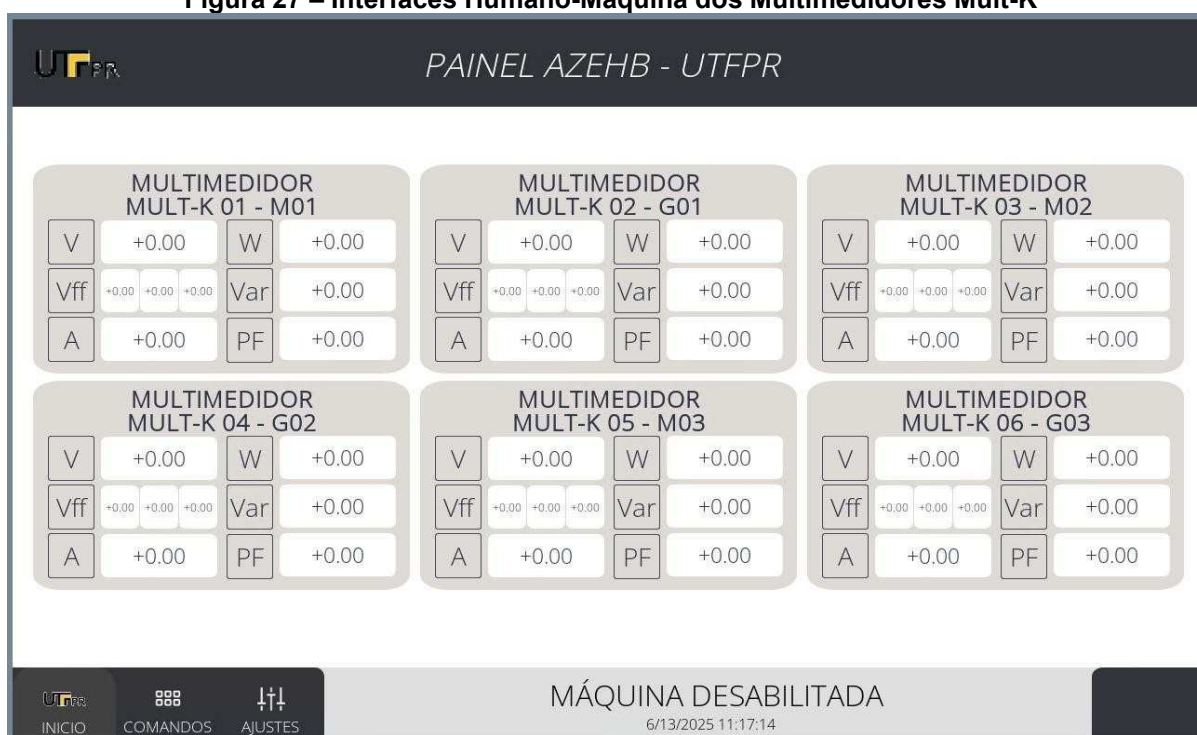 Figura 27 – Interfaces Humano-Máquina dos Multimedidores Mult-K
UTFPR
PAINEL AZEHB - UTFPR
MULTIMEDIDOR
MULT-K 01 - M01
V +0.00 W +0.00
Vff +0.00 +0.00 +0.00 Var +0.00
A +0.00 PF +0.00
MULTIMEDIDOR
MULT-K 02 - G01
V +0.00 W +0.00
Vff +0.00 +0.00 +0.00 Var +0.00
A +0.00 PF +0.00
MULTIMEDIDOR
MULT-K 03 - M02
V +0.00 W +0.00
Vff +0.00 +0.00 +0.00 Var +0.00
A +0.00 PF +0.00
MULTIMEDIDOR
MULT-K 04 - G02
V +0.00 W +0.00
Vff +0.00 +0.00 +0.00 Var +0.00
A +0.00 PF +0.00
MULTIMEDIDOR
MULT-K 05 - M03
V +0.00 W +0.00
Vff +0.00 +0.00 +0.00 Var +0.00
A +0.00 PF +0.00
MULTIMEDIDOR
MULT-K 06 - G03
V +0.00 W +0.00
Vff +0.00 +0.00 +0.00 Var +0.00
A +0.00 PF +0.00
UTFPR
INICIO COMANDOS AJUSTES
MÁQUINA DESABILITADA
6/13/2025 11:17:14